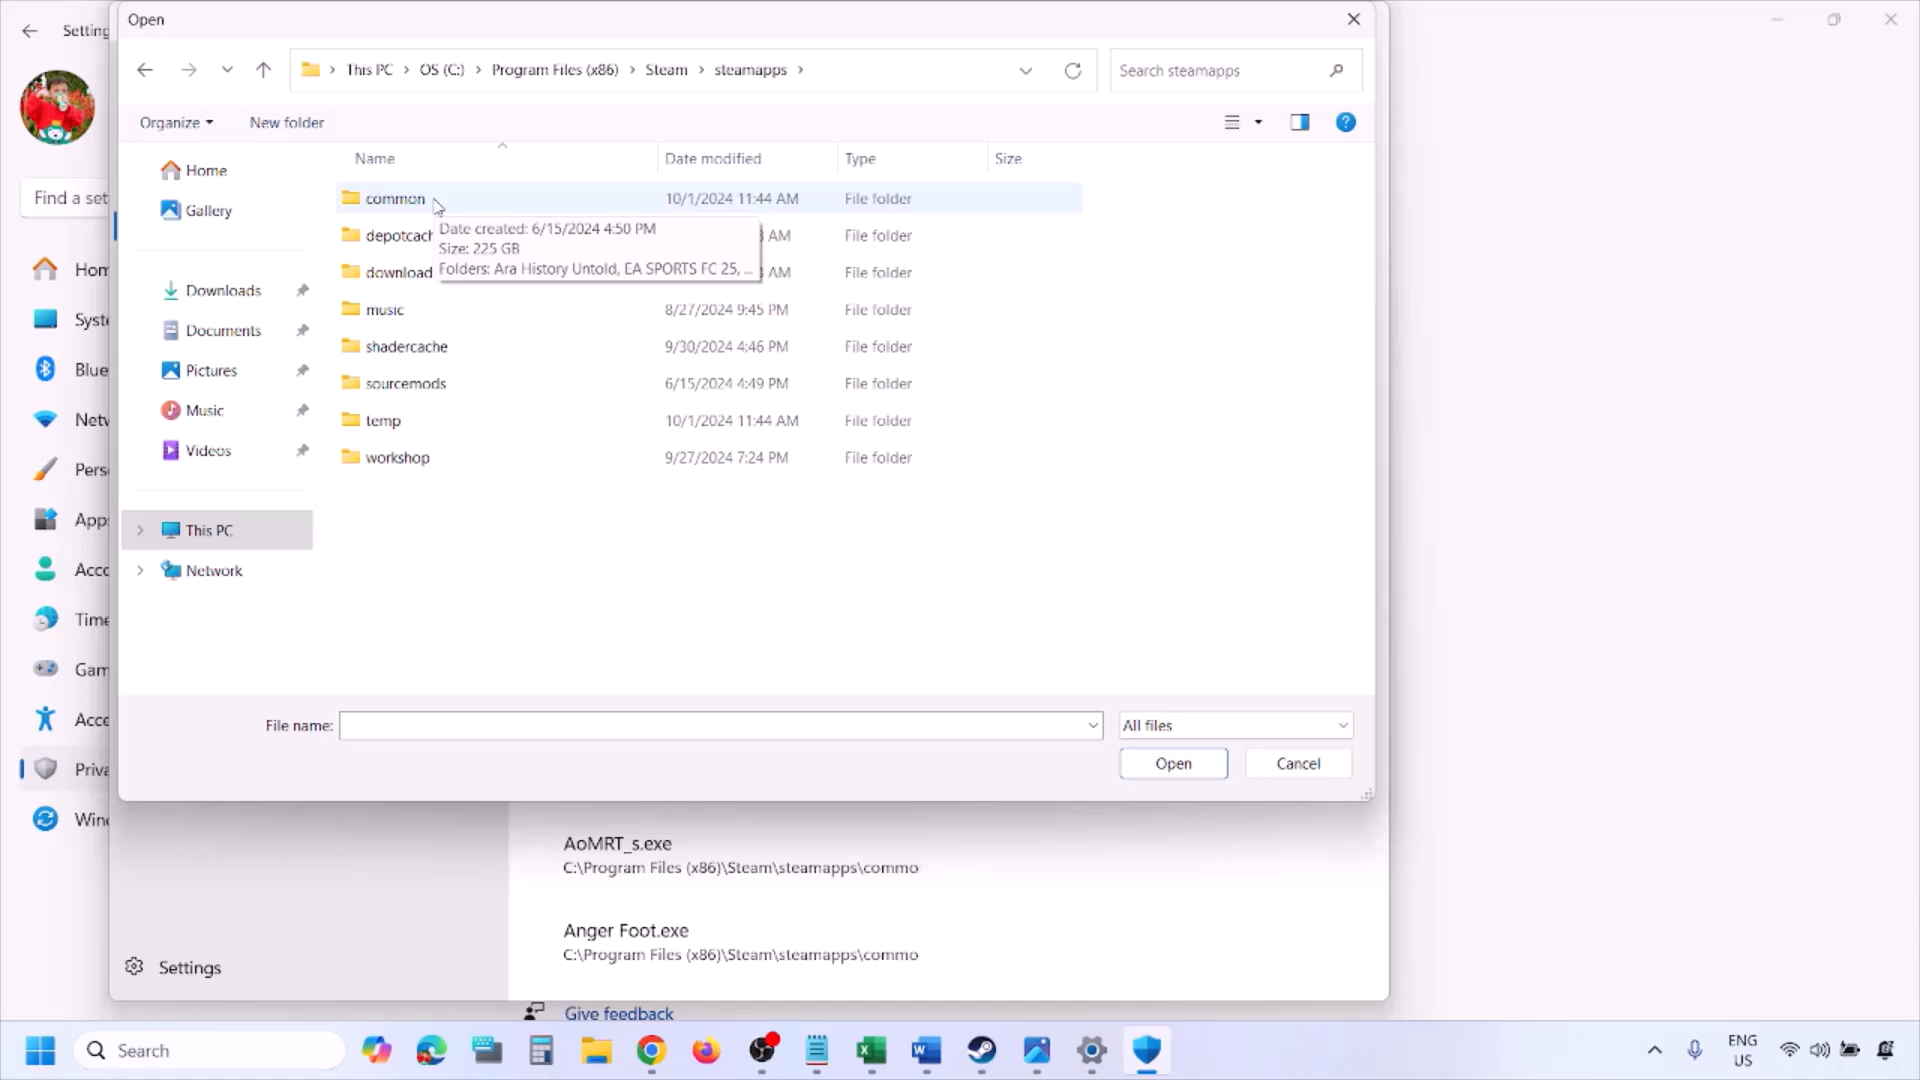 Setting
Open
This PC
OS (C:)
Program Files (x86)
Steam
steamapps
Search steamapps
Organize
New folder
Name
Date modified
Type
Size
Find a set
Home
Gallery
Downloads
Documents
Pictures
Music
Videos
This PC
Network
common 10/1/2024 11:44 AM File folder
depotcach AM File folder
download AM File folder
Date created: 6/15/2024 4:50 PM
Size: 225 GB
Folders: Ara History Untold, EA SPORTS FC 25, ...
music 8/27/2024 9:45 PM File folder
shadercache 9/30/2024 4:46 PM File folder
sourcemods 6/15/2024 4:49 PM File folder
temp 10/1/2024 11:44 AM File folder
workshop 9/27/2024 7:24 PM File folder
Hom
Syste
Blue
Netw
Perso
Apps
Acco
Time
Gam
Acce
Priva
Wind
File name:
All files
Open
Cancel
AoMRT_s.exe
C:\Program Files (x86)\Steam\steamapps\commo
Anger Foot.exe
C:\Program Files (x86)\Steam\steamapps\commo
Settings
Give feedback
Search
ENG
US